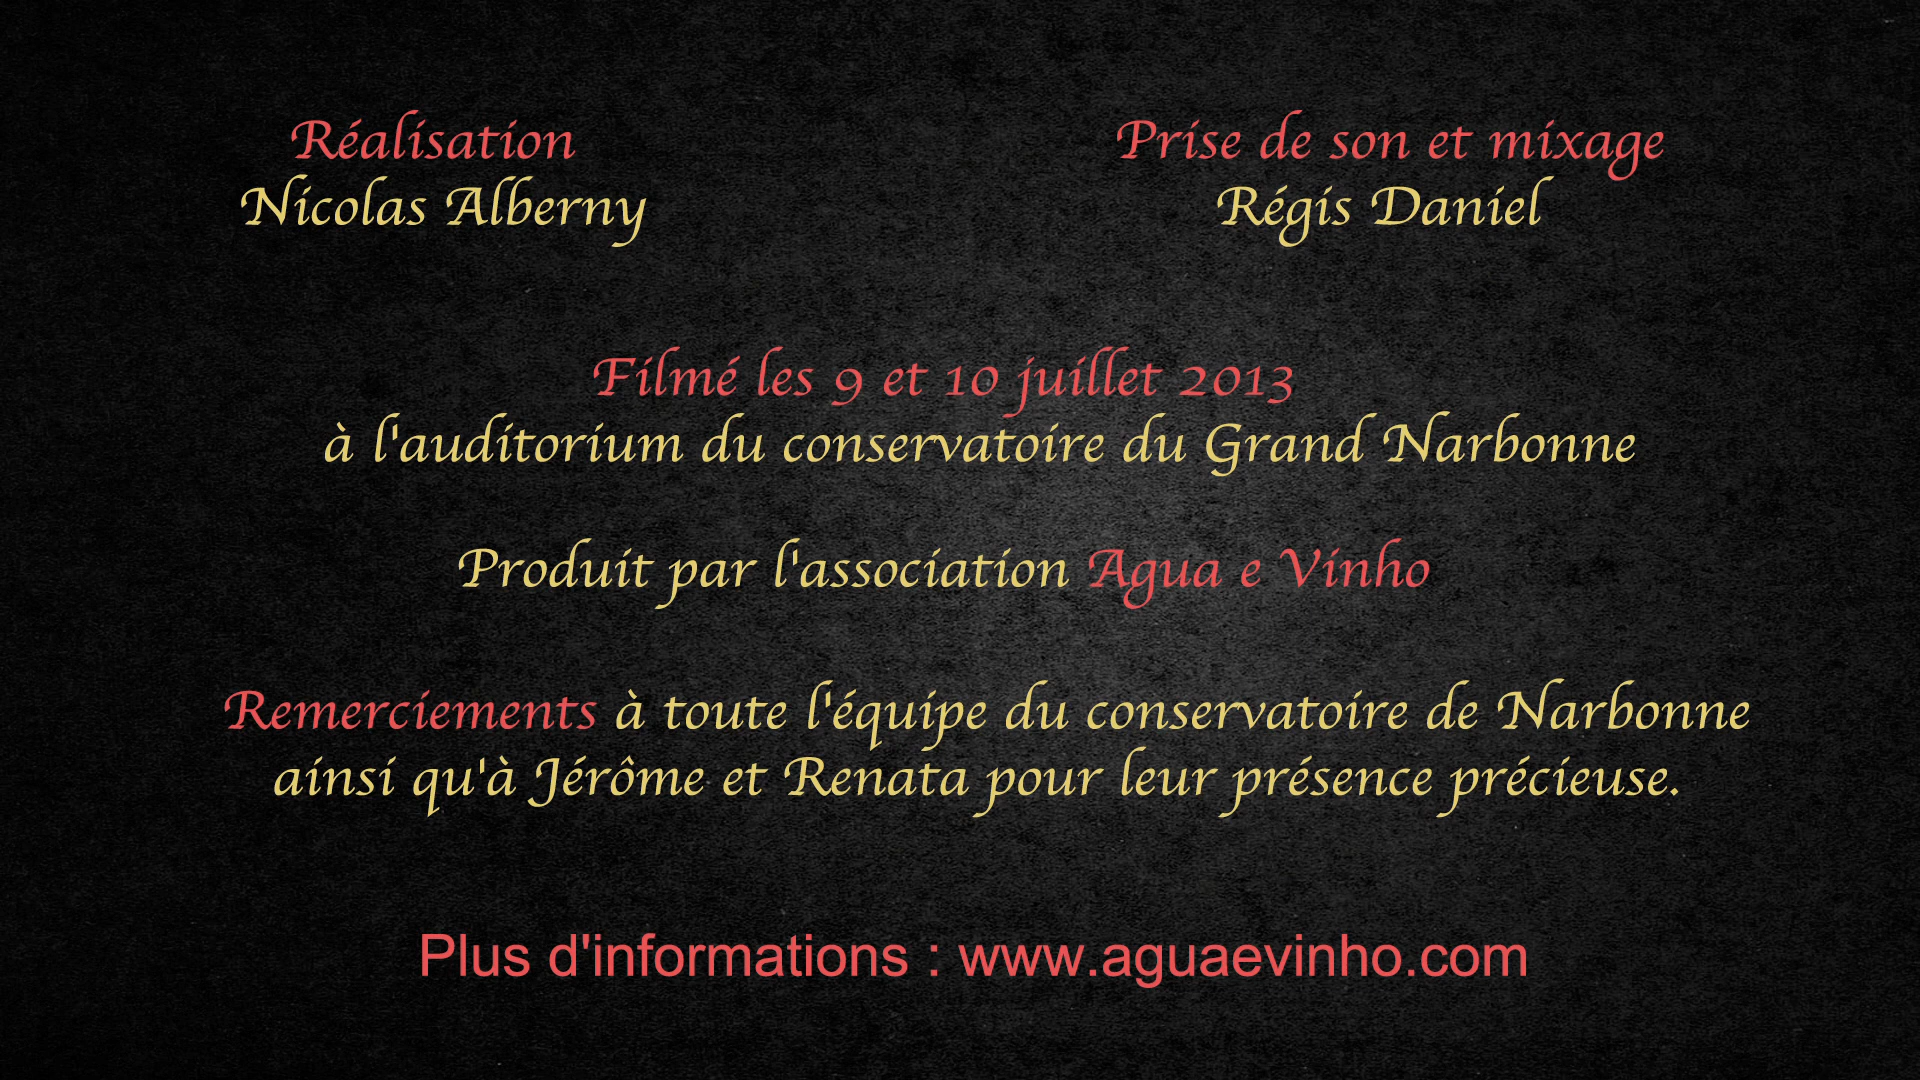 Réalisation
Nicolas Alberny
Prise de son et mixage
Régis Daniel
Filmé les 9 et 10 juillet 2013
à l'auditorium du conservatoire du Grand Narbonne
Produit par l'association Agua e Vinho
Remerciements à toute l'équipe du conservatoire de Narbonne
ainsi qu'à Jérôme et Renata pour leur présence précieuse.
Plus d'informations : www.aguaevinho.com